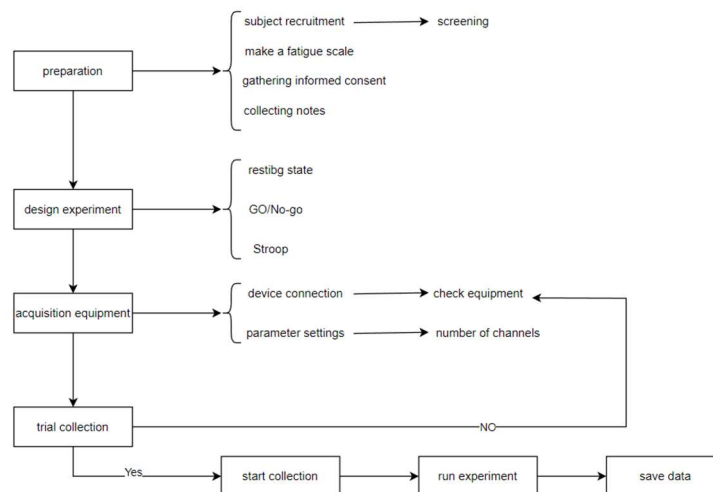 subject recruitment
screening
make a fatigue scale
preparation
gathering informed consent
collecting notes
restibg state
design experiment
GO/No-go
Stroop
device connection
check equipment
acquisition equipment
parameter settings
number of channels
trial collection
NO
Yes
start collection
run experiment
save data